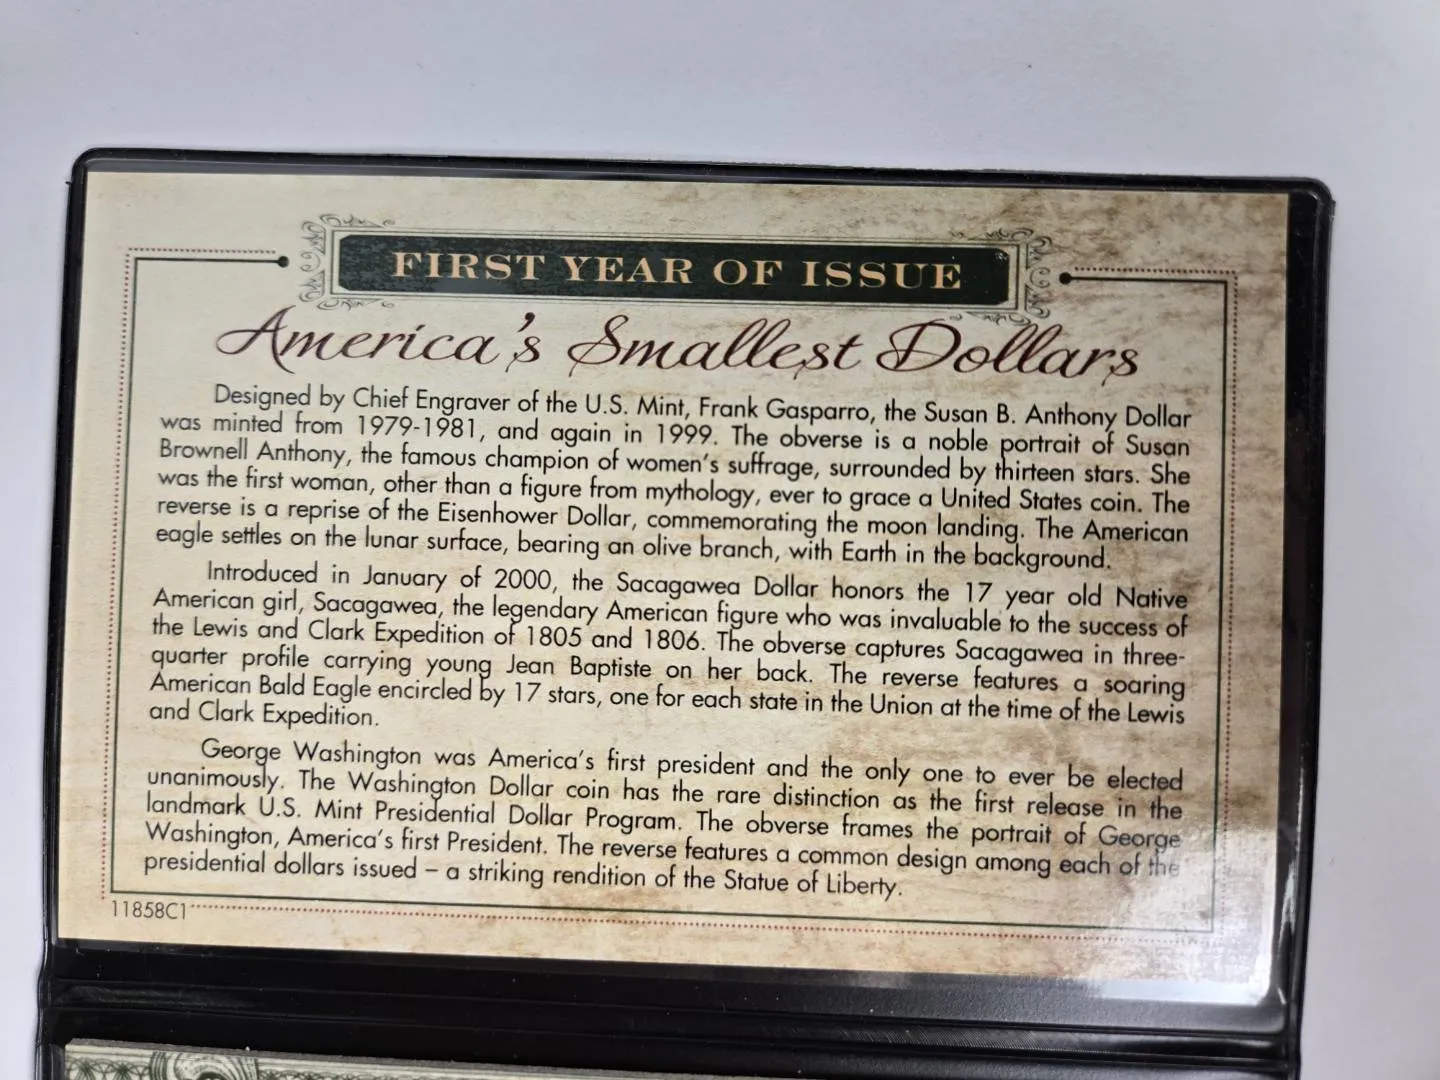 FIRST YEAR OF ISSUE
America's Smallest Dollars
Designed by Chief Engraver of the U.S. Mint, Frank Gasparro, the Susan B. Anthony Dollar
was minted from 1979-1981, and again in 1999. The obverse is a noble portrait of Susan
Brownell Anthony, the famous champion of women's suffrage, surrounded by thirteen stars. She
was the first woman, other than a figure from mythology, ever to grace a United States coin. The
reverse is a reprise of the Eisenhower Dollar, commemorating the moon landing. The American
eagle settles on the lunar surface, bearing an olive branch, with Earth in the background.
Introduced in January of 2000, the Sacagawea Dollar honors the 17 year old Native
American girl, Sacagawea, the legendary American figure who was invaluable to the success of
the Lewis and Clark Expedition of 1805 and 1806. The obverse captures Sacagawea in three-
quarter profile carrying young Jean Baptiste on her back. The reverse features a soaring
American Bald Eagle encircled by 17 stars, one for each state in the Union at the time of the Lewis
and Clark Expedition.
George Washington was America's first president and the only one to ever be elected
unanimously. The Washington Dollar coin has the rare distinction as the first release in the
landmark U.S. Mint Presidential Dollar Program. The obverse frames the portrait of George
Washington, America's first President. The reverse features a common design among each of the
presidential dollars issued – a striking rendition of the Statue of Liberty.
11858C1